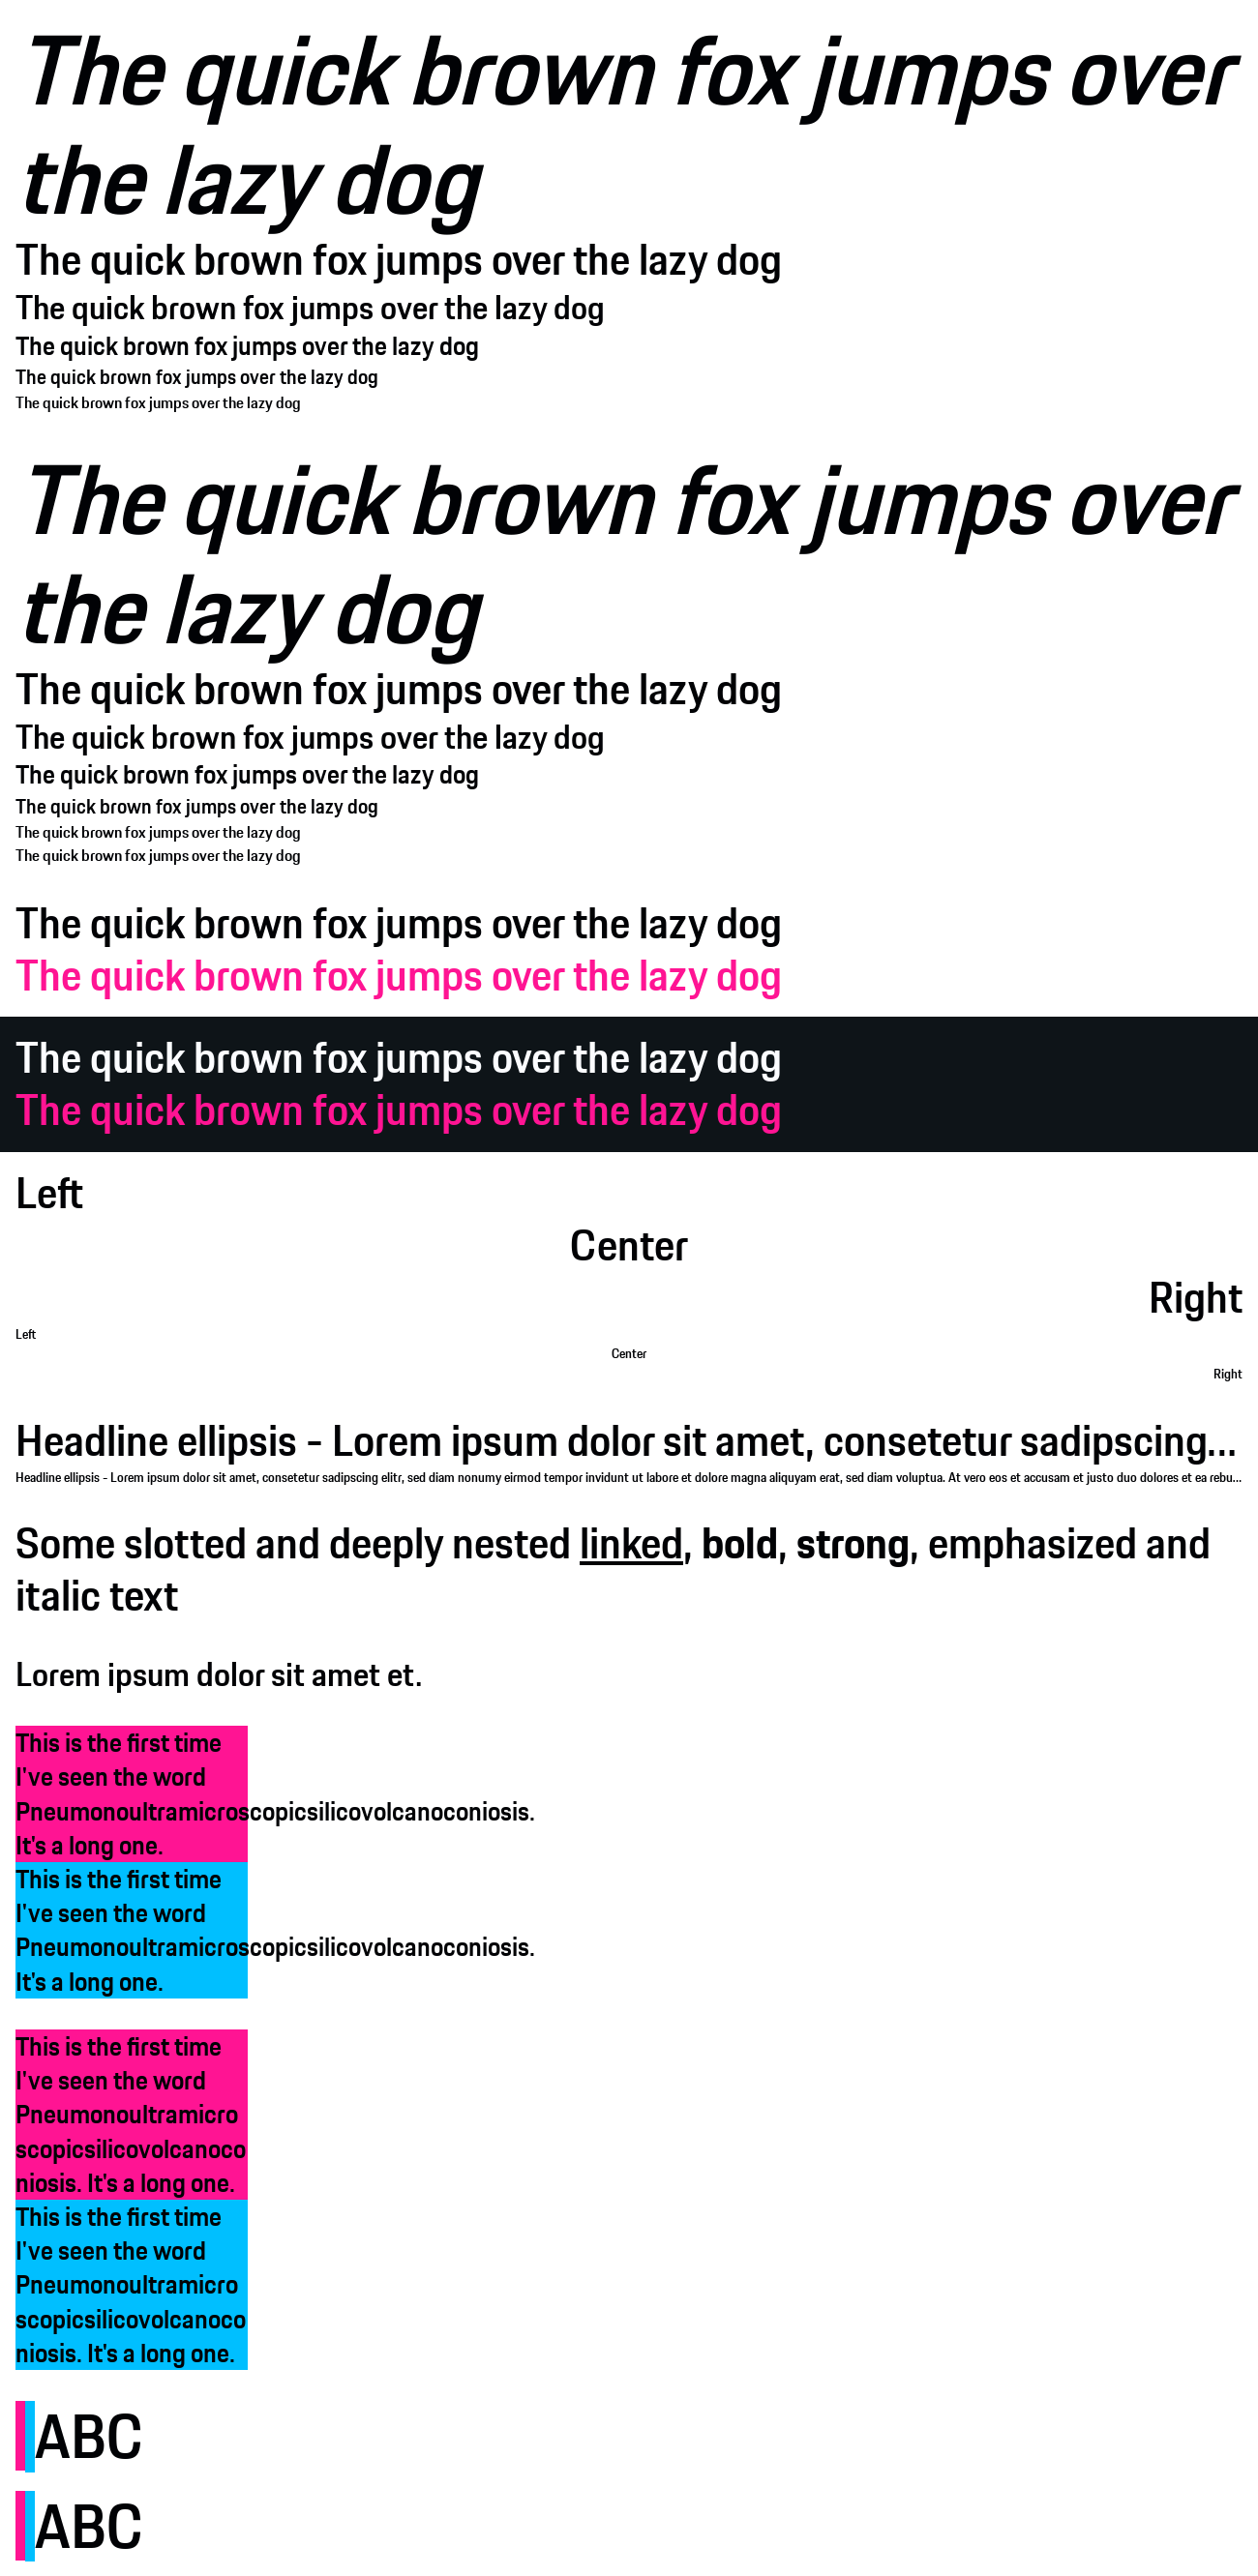 The quick brown fox jumps over
the lazy dog
The quick brown fox jumps over the lazy dog
The quick brown fox jumps over the lazy dog
The quick brown fox jumps over the lazy dog
The quick brown fox jumps over the lazy dog
The quick brown fox jumps over the lazy dog
The quick brown fox jumps over
the lazy dog
The quick brown fox jumps over the lazy dog
The quick brown fox jumps over the lazy dog
The quick brown fox jumps over the lazy dog
The quick brown fox jumps over the lazy dog
The quick brown fox jumps over the lazy dog
The quick brown fox jumps over the lazy dog
The quick brown fox jumps over the lazy dog
The quick brown fox jumps over the lazy dog
The quick brown fox jumps over the lazy dog
The quick brown fox jumps over the lazy dog
Left
Center
Right
Left
Center
Right
Headline ellipsis - Lorem ipsum dolor sit amet, consetetur sadipscing...
Headline ellipsis - Lorem ipsum dolor sit amet, consetetur sadipscing elitr, sed diam nonumy eirmod tempor invidunt ut labore et dolore magna aliquyam erat, sed diam voluptua. At vero eos et accusam et justo duo dolores et ea rebu...
Some slotted and deeply nested linked, bold, strong, emphasized and
italic text
Lorem ipsum dolor sit amet et.
This is the first time
I've seen the word
Pneumonoultramicroscopicsilicovolcanoconiosis.
It's a long one.
This is the first time
I've seen the word
Pneumonoultramicroscopicsilicovolcanoconiosis.
It's a long one.
This is the first time
I've seen the word
Pneumonoultramicro
scopicsilicovolcanoco
niosis. It's a long one.
This is the first time
I've seen the word
Pneumonoultramicro
scopicsilicovolcanoco
niosis. It's a long one.
ABC
ABC